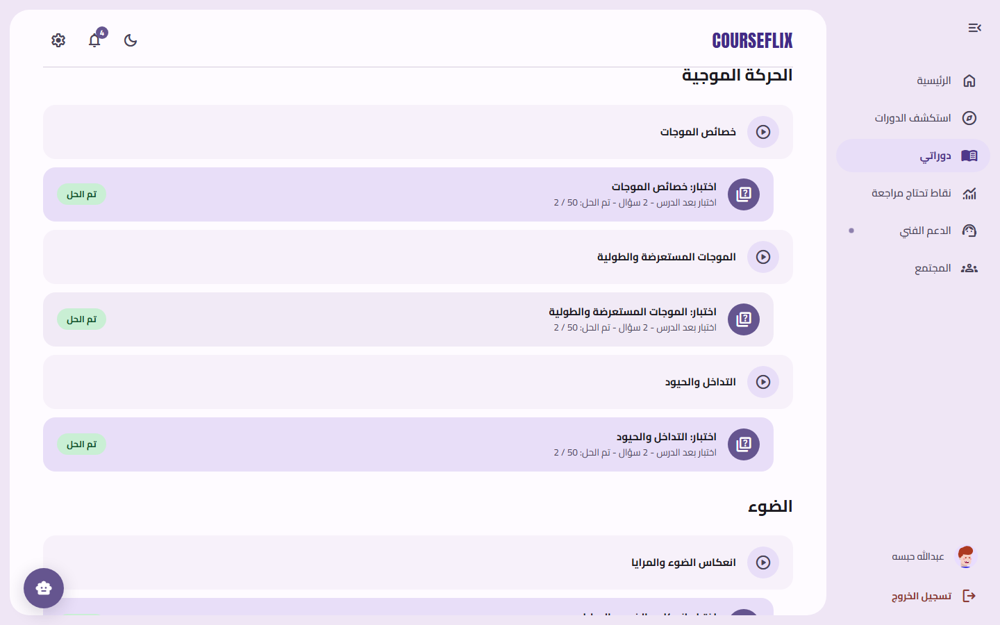 COURSEFLIX
4
الرئيسية
استكشف الدورات
دوراتي
نقاط تحتاج مراجعة
الدعم الفني
المجتمع
عبدالله حبسه
تسجيل الخروج
الحركة الموجية
خصائص الموجات
اختبار: خصائص الموجات
اختبار بعد الدرس - 2 سؤال - تم الحل: 50 / 2
تم الحل
الموجات المستعرضة والطولية
اختبار: الموجات المستعرضة والطولية
اختبار بعد الدرس - 2 سؤال - تم الحل: 50 / 2
تم الحل
التداخل والحيود
اختبار: التداخل والحيود
اختبار بعد الدرس - 2 سؤال - تم الحل: 50 / 2
تم الحل
الضوء
انعكاس الضوء والمرايا